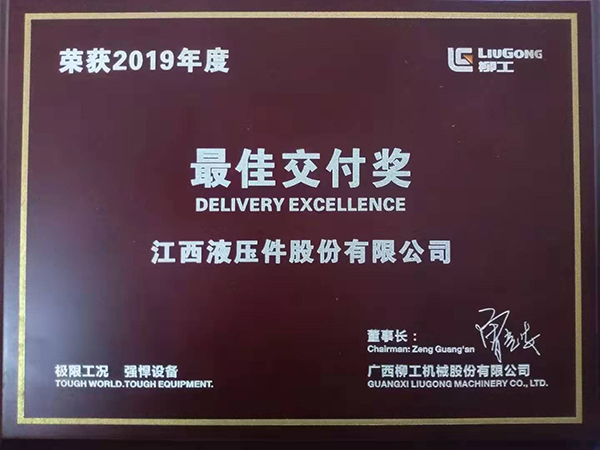 荣获2019年度
LIUGONG
柳工
最佳交付奖
DELIVERY EXCELLENCE
江西液压件股份有限公司
董事长：
Chairman: Zeng Guang'an
极限工况 强悍设备
TOUGH WORLD.TOUGH EQUIPMENT.
广西柳工机械股份有限公司
GUANGXI LIUGONG MACHINERY CO., LTD.